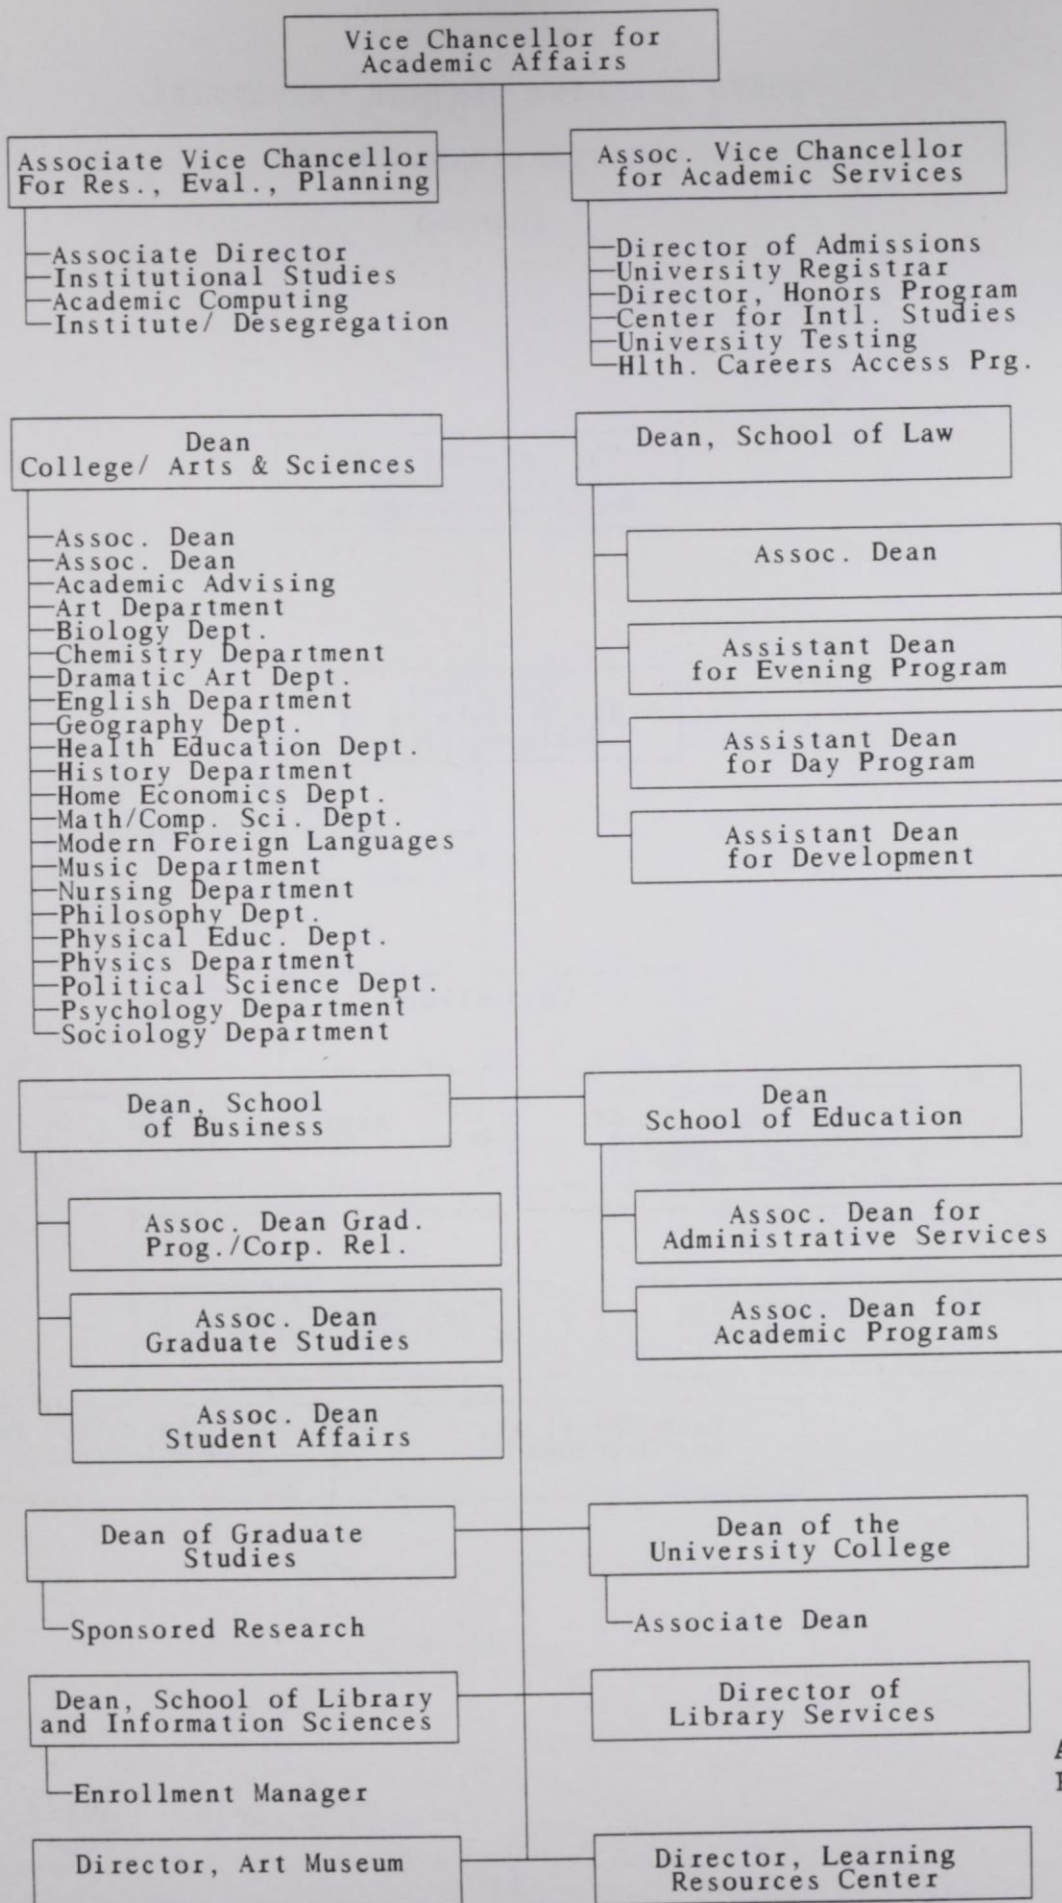 Vice Chancellor for
Academic Affairs
Associate Vice Chancellor
For Res., Eval., Planning
Associate Director
Institutional Studies
Academic Computing
Institute/ Desegregation
Assoc. Vice Chancellor
for Academic Services
Director of Admissions
University Registrar
Director, Honors Program
Center for Intl. Studies
University Testing
Hlth. Careers Access Prg.
Dean
College/ Arts & Sciences
Assoc. Dean
Assoc. Dean
Academic Advising
Art Department
Biology Dept.
Chemistry Department
Dramatic Art Dept.
English Department
Geography Dept.
Health Education Dept.
History Department
Home Economics Dept.
Math/Comp. Sci. Dept.
Modern Foreign Languages
Music Department
Nursing Department
Philosophy Dept.
Physical Educ. Dept.
Physics Department
Political Science Dept.
Psychology Department
Sociology Department
Dean, School of Law
Assoc. Dean
Assistant Dean
for Evening Program
Assistant Dean
for Day Program
Assistant Dean
for Development
Dean, School
of Business
Assoc. Dean Grad.
Prog./Corp. Rel.
Assoc. Dean
Graduate Studies
Assoc. Dean
Student Affairs
Dean
School of Education
Assoc. Dean for
Administrative Services
Assoc. Dean for
Academic Programs
Dean of Graduate
Studies
Sponsored Research
Dean of the
University College
Associate Dean
Dean, School of Library
and Information Sciences
Enrollment Manager
Director of
Library Services
Director, Art Museum
Director, Learning
Resources Center